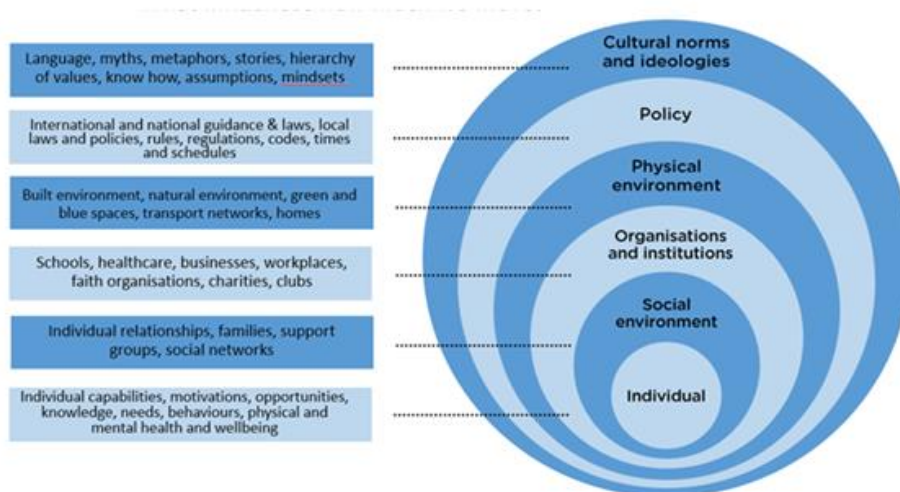 Language, myths, metaphors, stories, hierarchy
of values, know how, assumptions, mindsets
International and national guidance & laws, local
laws and policies, rules, regulations, codes, times
and schedules
Built environment, natural environment, green and
blue spaces, transport networks, homes
Schools, healthcare, businesses, workplaces,
faith organisations, charities, clubs
Individual relationships, families, support
groups, social networks
Individual capabilities, motivations, opportunities,
knowledge, needs, behaviours, physical and
mental health and wellbeing
Cultural norms
and ideologies
Policy
Physical
environment
Organisations
and institutions
Social
environment
Individual